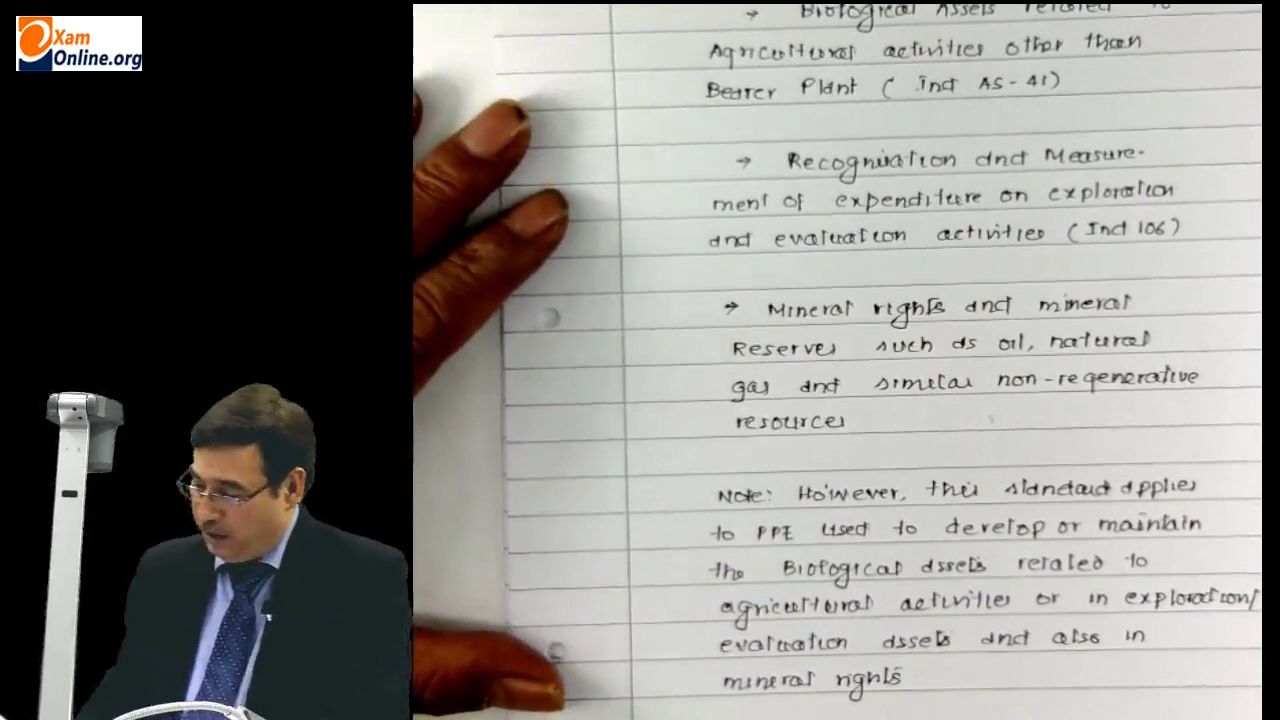 Xam
Online.org
→ Biological Assets related to
Agricultural activities other than
Bearer Plant ( Ind AS-41)
→ Recognisation and Measure-
ment of expenditure on exploration
and evaluation activities (Ind 106)
→ Mineral rights and mineral
Reserves such as oil, natural
gas and similar non-regenerative
resources
Note: However, this standard applies
to PPE used to develop or maintain
the Biological assets related to
agricultural activities or in exploration/
evaluation assets and also in
mineral rights